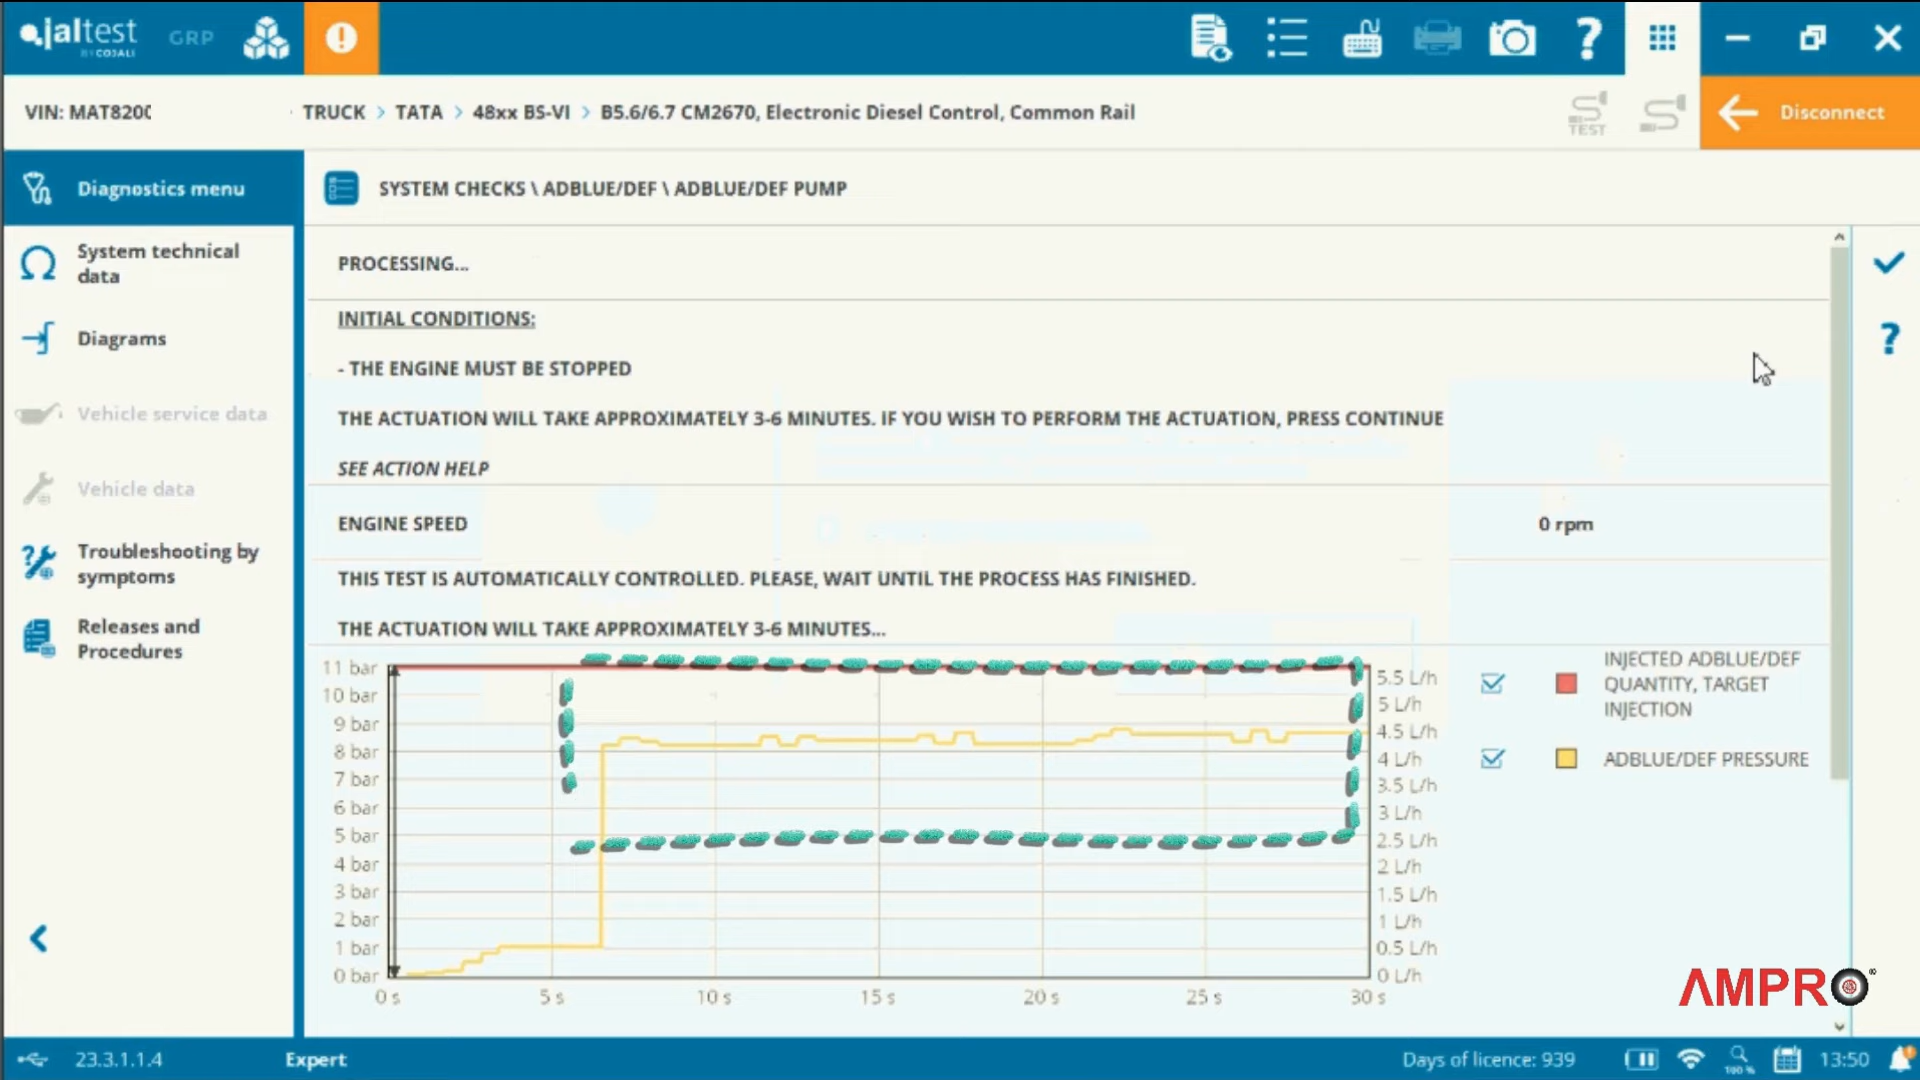 jaltest
BY COJALI
GRP
VIN: MAT8200
TRUCK > TATA > 48xx BS-VI > B5.6/6.7 CM2670, Electronic Diesel Control, Common Rail
TEST
Disconnect
Diagnostics menu
SYSTEM CHECKS \ ADBLUE/DEF \ ADBLUE/DEF PUMP
System technical
data
Diagrams
Vehicle service data
Vehicle data
Troubleshooting by
symptoms
Releases and
Procedures
PROCESSING...
INITIAL CONDITIONS:
- THE ENGINE MUST BE STOPPED
THE ACTUATION WILL TAKE APPROXIMATELY 3-6 MINUTES. IF YOU WISH TO PERFORM THE ACTUATION, PRESS CONTINUE
SEE ACTION HELP
ENGINE SPEED 0 rpm
THIS TEST IS AUTOMATICALLY CONTROLLED. PLEASE, WAIT UNTIL THE PROCESS HAS FINISHED.
THE ACTUATION WILL TAKE APPROXIMATELY 3-6 MINUTES...
11 bar
10 bar
9 bar
8 bar
7 bar
6 bar
5 bar
4 bar
3 bar
2 bar
1 bar
0 bar
0 s 5 s 10 s 15 s 20 s 25 s 30 s
5.5 L/h
5 L/h
4.5 L/h
4 L/h
3.5 L/h
3 L/h
2.5 L/h
2 L/h
1.5 L/h
1 L/h
0.5 L/h
0 L/h
INJECTED ADBLUE/DEF
QUANTITY, TARGET
INJECTION
ADBLUE/DEF PRESSURE
AMPRO
23.3.1.1.4
Expert
Days of licence: 939
100 %
13:50